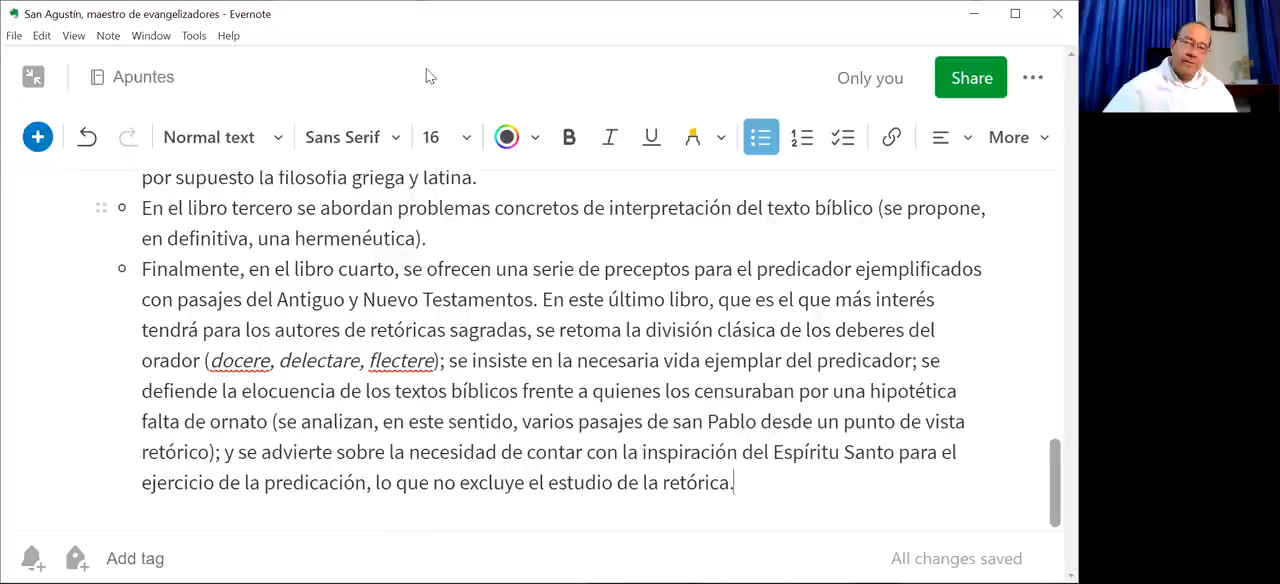 San Agustín, maestro de evangelizadores - Evernote
File Edit View Note Window Tools Help
Apuntes
Only you
Share
Normal text
Sans Serif
16
B I U A
More
por supuesto la filosofía griega y latina.
En el libro tercero se abordan problemas concretos de interpretación del texto bíblico (se propone,
en definitiva, una hermenéutica).
Finalmente, en el libro cuarto, se ofrecen una serie de preceptos para el predicador ejemplificados
con pasajes del Antiguo y Nuevo Testamentos. En este último libro, que es el que más interés
tendrá para los autores de retóricas sagradas, se retoma la división clásica de los deberes del
orador (docere, delectare, flectere); se insiste en la necesaria vida ejemplar del predicador; se
defiende la elocuencia de los textos bíblicos frente a quienes los censuraban por una hipotética
falta de ornato (se analizan, en este sentido, varios pasajes de san Pablo desde un punto de vista
retórico); y se advierte sobre la necesidad de contar con la inspiración del Espíritu Santo para el
ejercicio de la predicación, lo que no excluye el estudio de la retórica.
Add tag
All changes saved